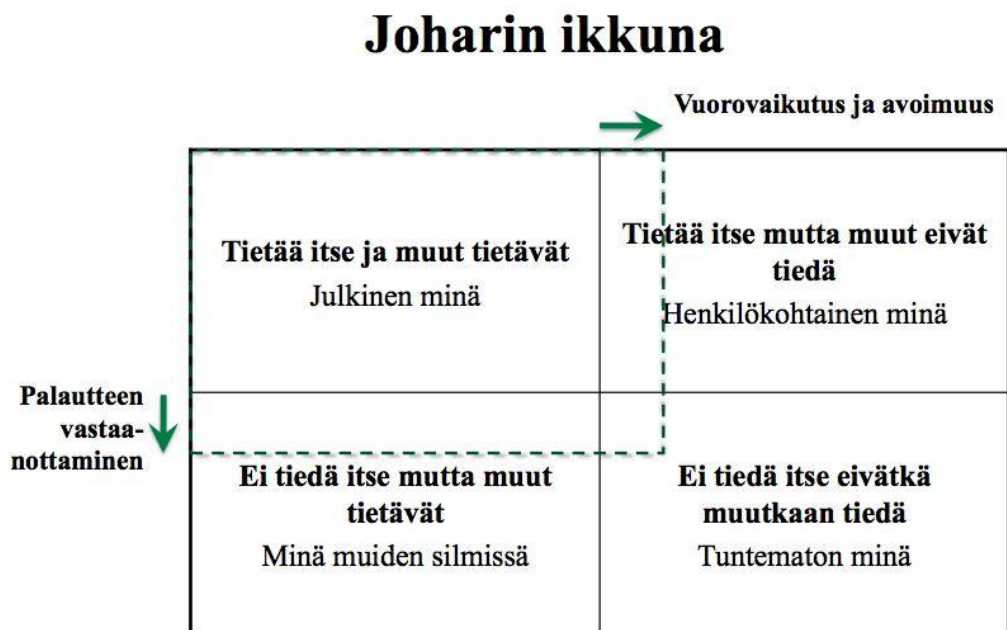 Joharin ikkuna
Vuorovaikutus ja avoimuus
Tietää itse ja muut tietävät
Julkinen minä
Tietää itse mutta muut eivät
tiedä
Henkilökohtainen minä
Palautteen
vastaa-
nottaminen
Ei tiedä itse mutta muut
tietävät
Minä muiden silmissä
Ei tiedä itse eivätkä
muutkaan tiedä
Tuntematon minä